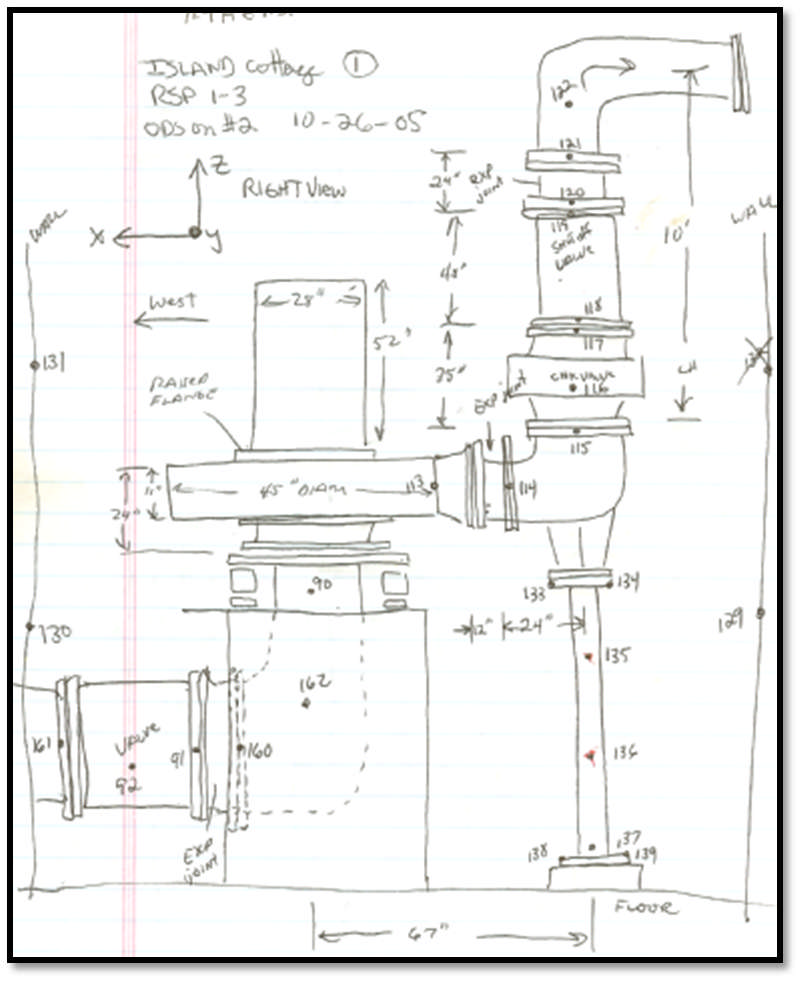 ISLAND Cottage ①
RSP 1-3
ODS on #2 10-26-05
Z
RIGHT VIEW
X
Y
WALL
West
28"
52"
RAISED
FLANGE
45" DIAM
11"
24"
113
114
EXP joint
115
CHK VALVE
116
117
118
SHUTOFF
VALVE
119
120
121
122
24"
EXP
joint
48"
25"
10"
WALL
131
130
129
90
162
VALVE
92
161
91
160
EXP
joint
133
134
12"
24"
135
136
137
138
139
67"
FLOOR